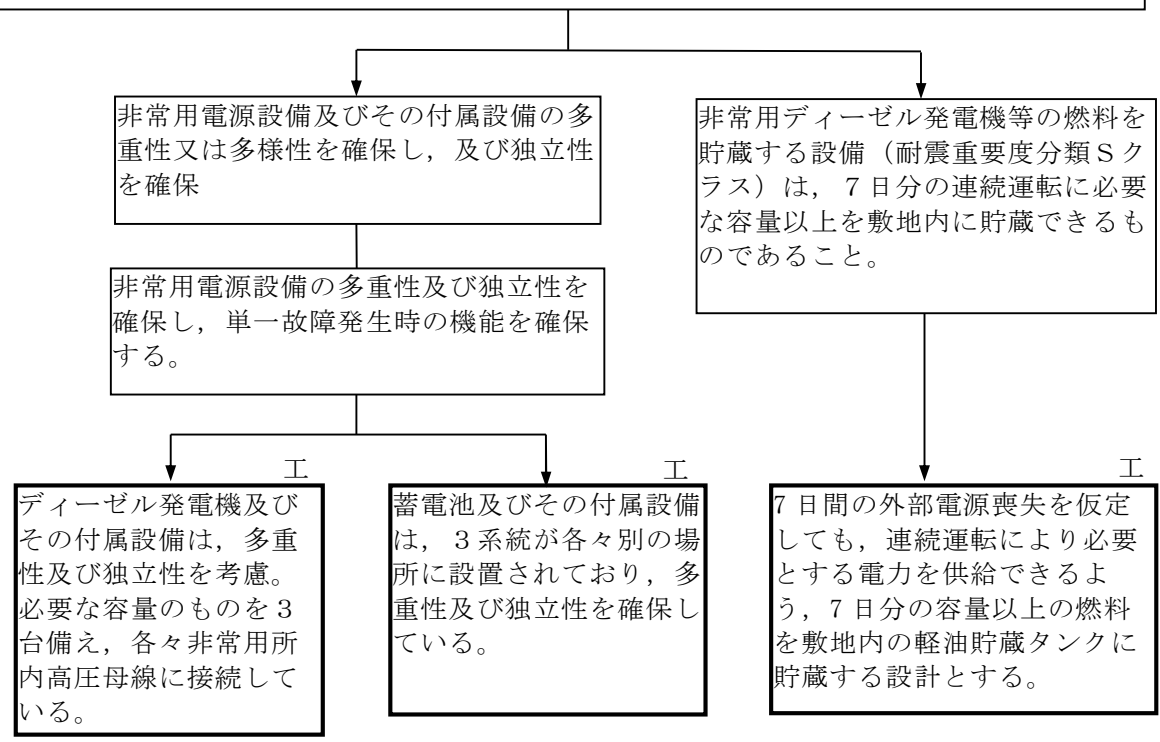 非常用電源設備及びその付属設備の多
重性又は多様性を確保し，及び独立性
を確保
非常用ディーゼル発電機等の燃料を
貯蔵する設備（耐震重要度分類Ｓク
ラス）は，７日分の連続運転に必要
な容量以上を敷地内に貯蔵できるも
のであること。
非常用電源設備の多重性及び独立性を
確保し，単一故障発生時の機能を確保
する。
工
ディーゼル発電機及び
その付属設備は，多重
性及び独立性を考慮。
必要な容量のものを３
台備え，各々非常用所
内高圧母線に接続して
いる。
工
蓄電池及びその付属設備
は，３系統が各々別の場
所に設置されており，多
重性及び独立性を確保し
ている。
工
7 日間の外部電源喪失を仮定
しても，連続運転により必要
とする電力を供給できるよ
う，７日分の容量以上の燃料
を敷地内の軽油貯蔵タンクに
貯蔵する設計とする。